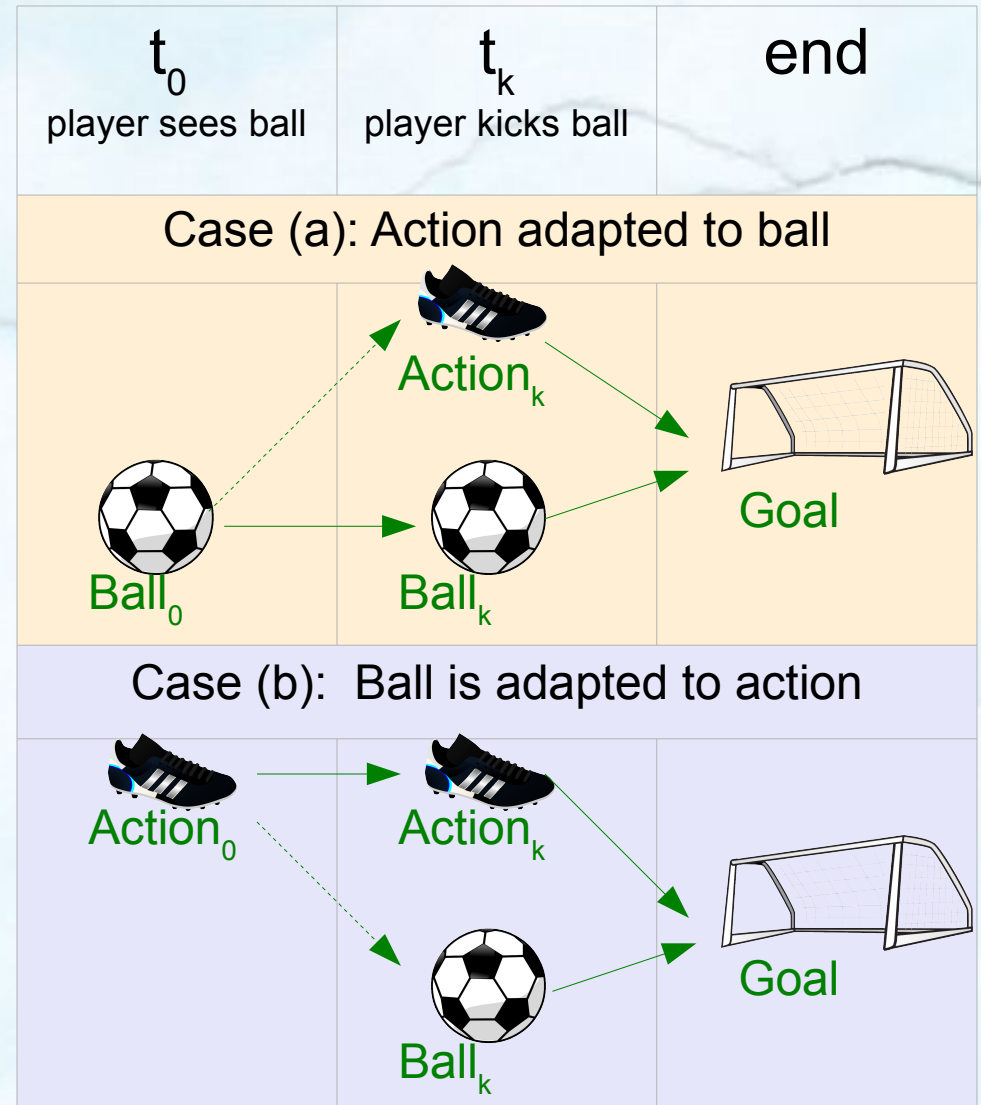 t₀
player sees ball
tₖ
player kicks ball
end
Case (a): Action adapted to ball
Actionₖ
Goal
Ball₀
Ballₖ
Case (b):  Ball is adapted to action
Action₀
Actionₖ
Goal
Ballₖ